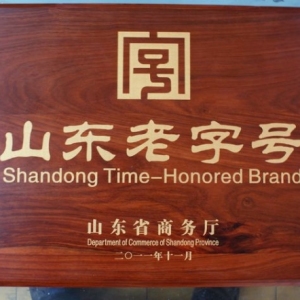 号
山东老字号
Shandong Time-Honored Brand
山东省商务厅
Department of Commerce of Shandong Province
二〇一一年十一月